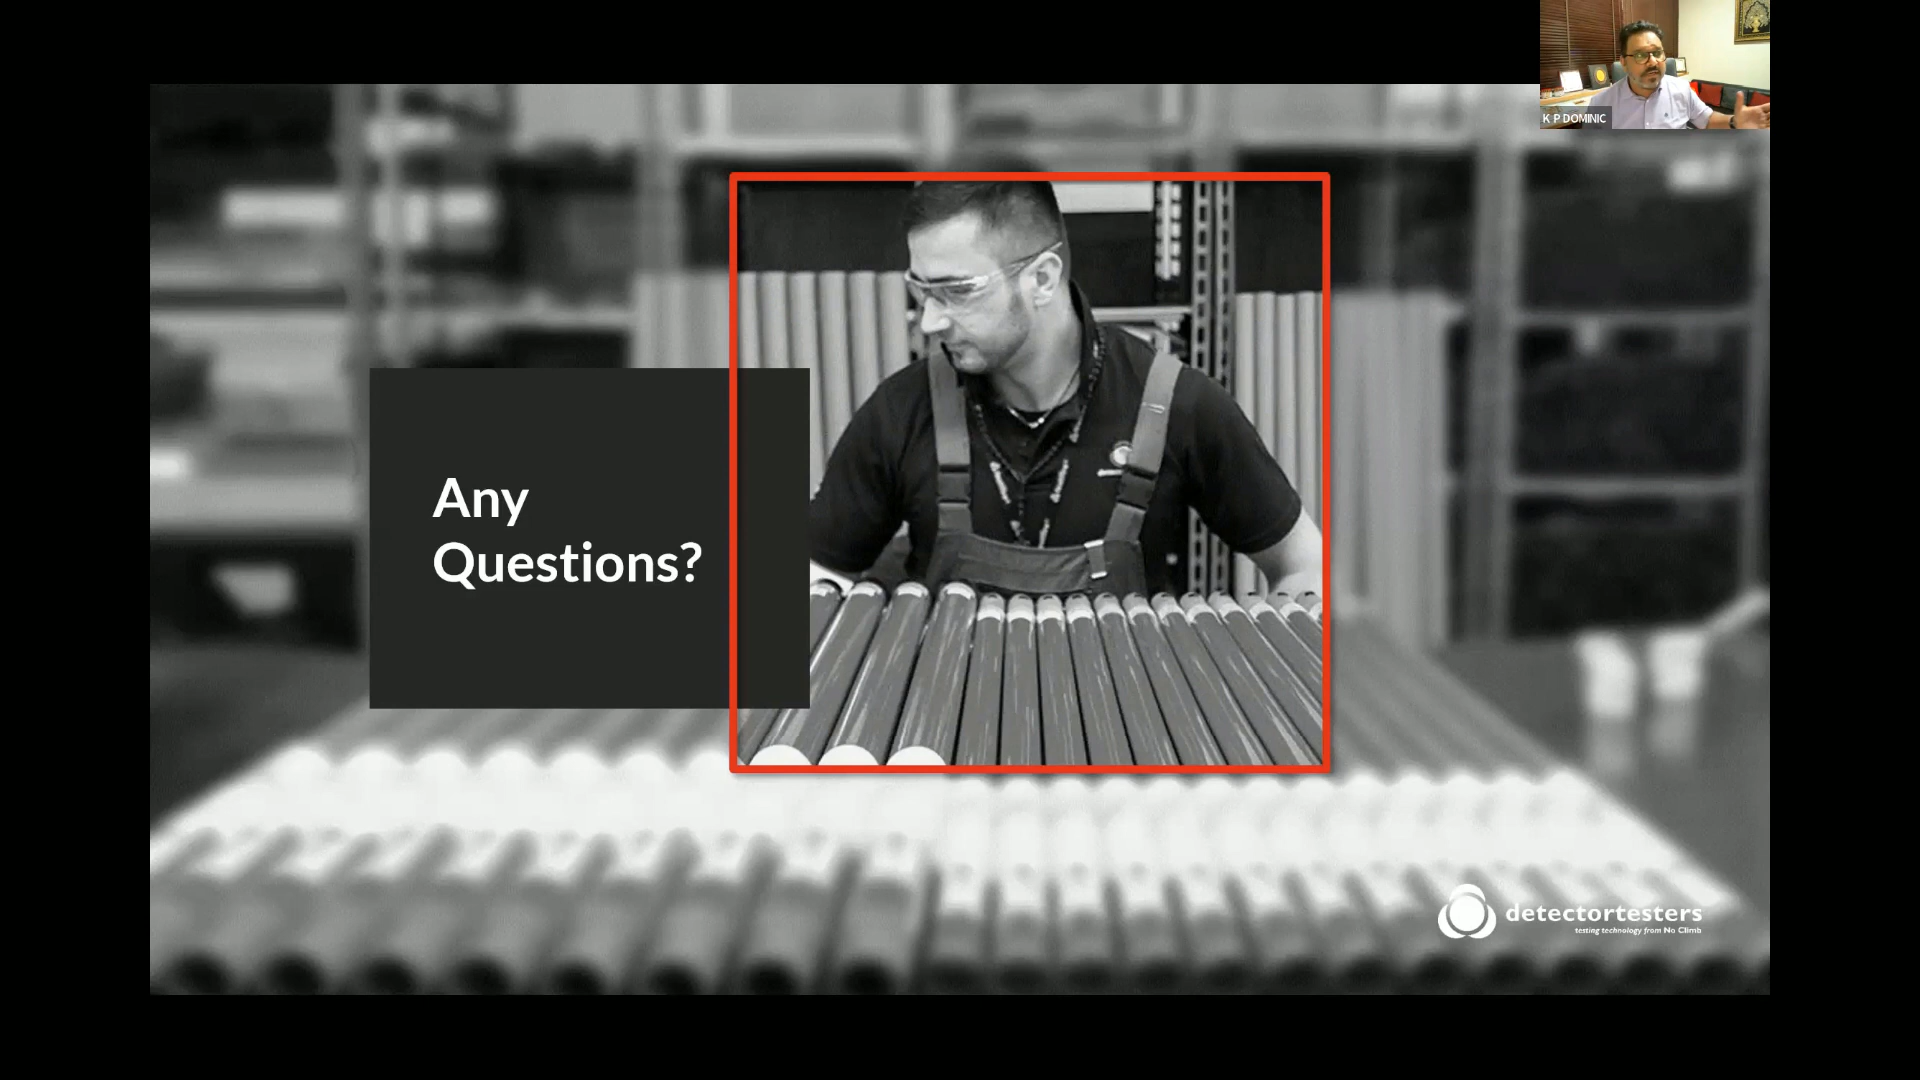 K P DOMINIC
Any
Questions?
detectortesters
testing technology from No Climb